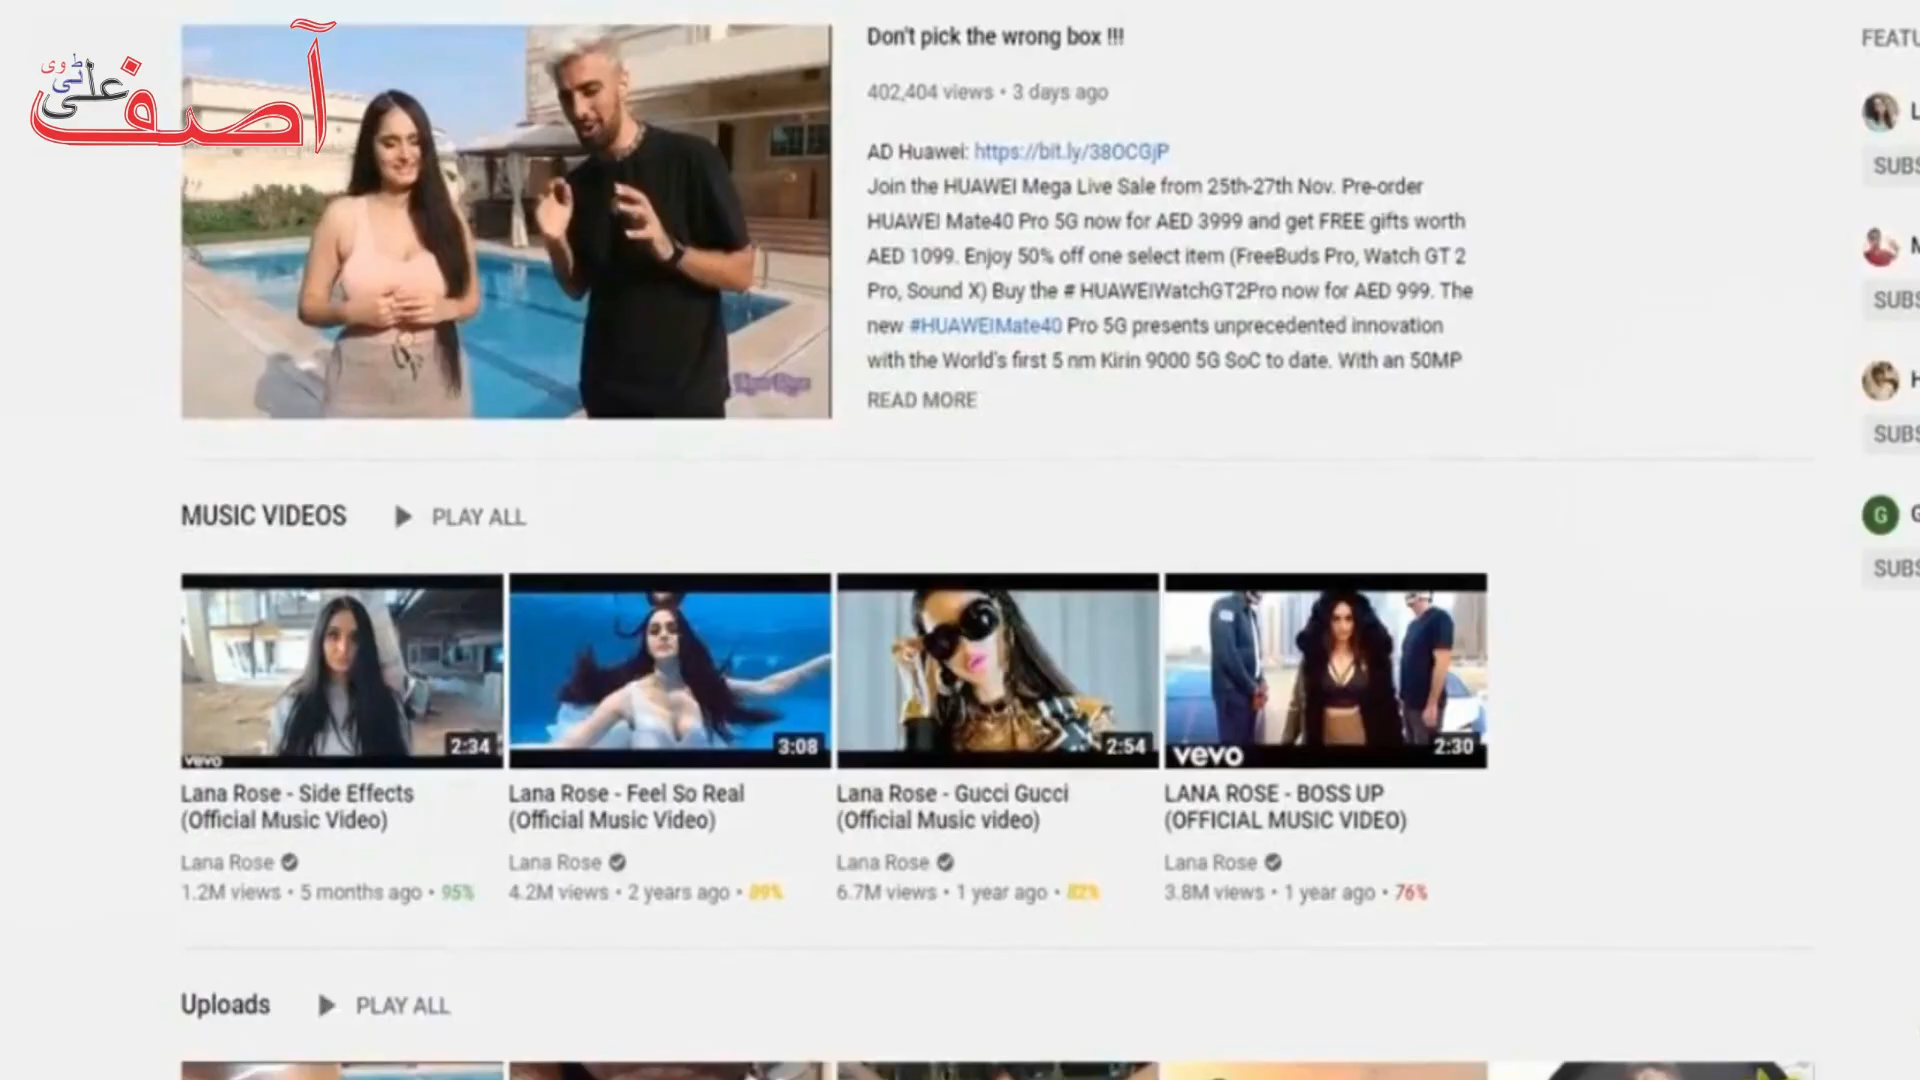 آصف علی ٹی وی
Don't pick the wrong box !!!
402,404 views • 3 days ago
AD Huawei: https://bit.ly/38OCGjP
Join the HUAWEI Mega Live Sale from 25th-27th Nov. Pre-order
HUAWEI Mate40 Pro 5G now for AED 3999 and get FREE gifts worth
AED 1099. Enjoy 50% off one select item (FreeBuds Pro, Watch GT 2
Pro, Sound X) Buy the # HUAWEIWatchGT2Pro now for AED 999. The
new #HUAWEIMate40 Pro 5G presents unprecedented innovation
with the World's first 5 nm Kirin 9000 5G SoC to date. With an 50MP
READ MORE
Lana Rose
FEATU
L
SUBS
M
SUBS
H
SUBS
G G
SUBS
MUSIC VIDEOS PLAY ALL
vevo 2:34
3:08
2:54
vevo 2:30
Lana Rose - Side Effects
(Official Music Video)
Lana Rose
1.2M views • 5 months ago • 95%
Lana Rose - Feel So Real
(Official Music Video)
Lana Rose
4.2M views • 2 years ago • 89%
Lana Rose - Gucci Gucci
(Official Music video)
Lana Rose
6.7M views • 1 year ago • 82%
LANA ROSE - BOSS UP
(OFFICIAL MUSIC VIDEO)
Lana Rose
3.8M views • 1 year ago • 76%
Uploads PLAY ALL